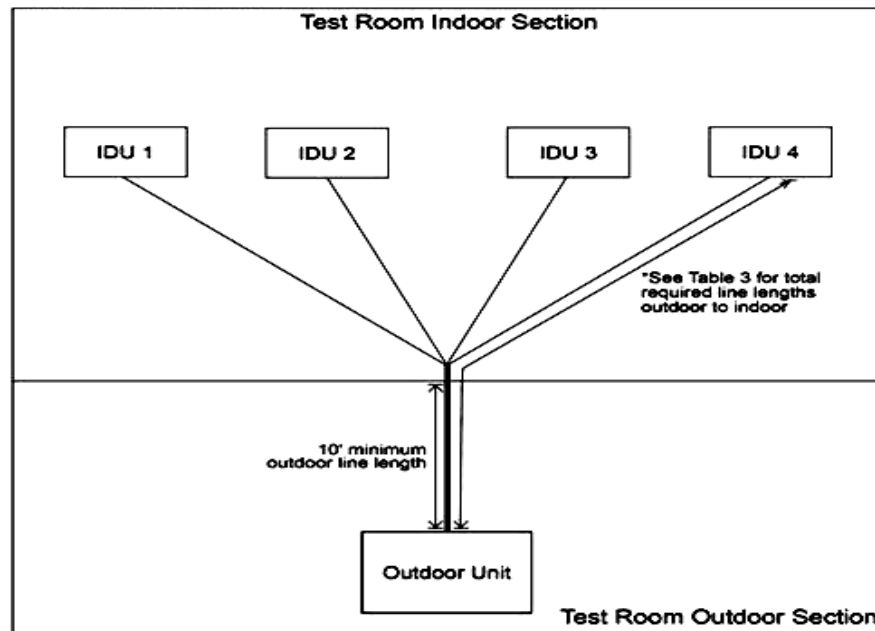 Test Room Indoor Section
IDU 1
IDU 2
IDU 3
IDU 4
*See Table 3 for total
required line lengths
outdoor to indoor
10' minimum
outdoor line length
Outdoor Unit
Test Room Outdoor Section